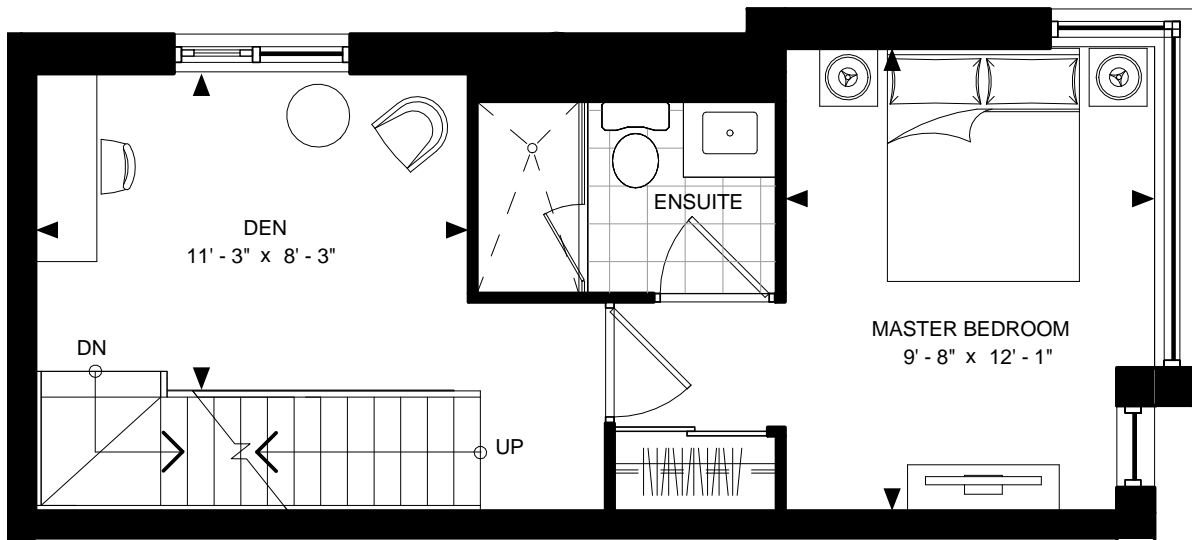 ENSUITE
DEN
11' - 3" x 8' - 3"
MASTER BEDROOM
9' - 8" x 12' - 1"
DN
UP